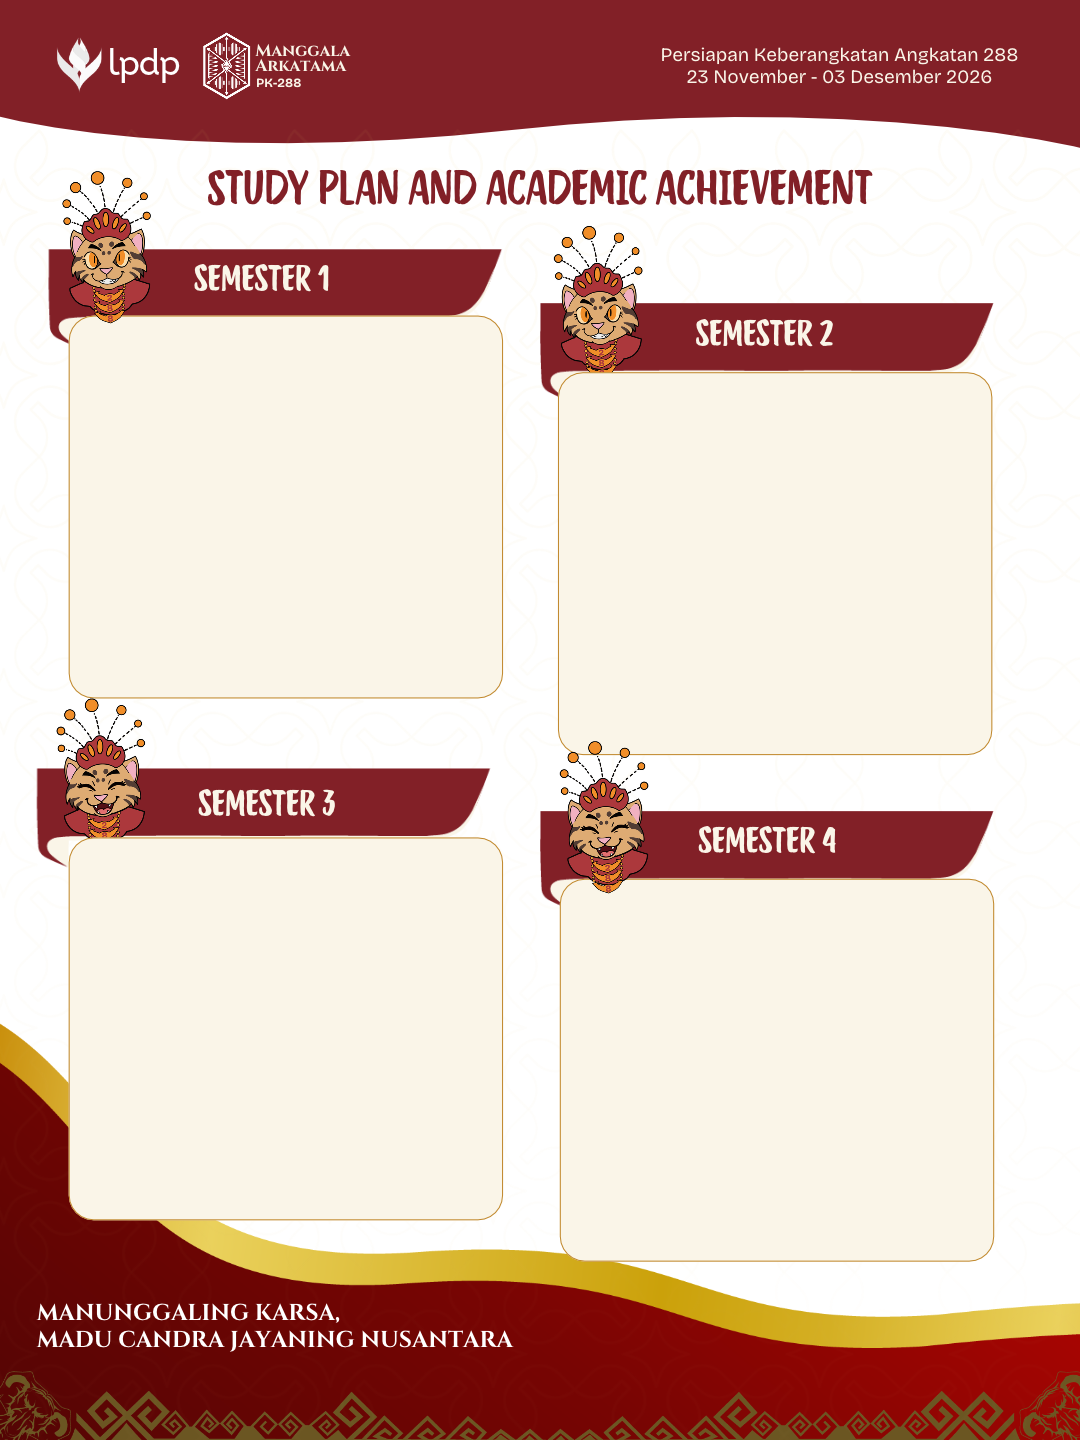 lpdp
MANGGALA
ARKATAMA
PK-288
Persiapan Keberangkatan Angkatan 288
23 November - 03 Desember 2026
STUDY PLAN AND ACADEMIC ACHIEVEMENT
SEMESTER 1
SEMESTER 2
SEMESTER 3
SEMESTER 4
MANUNGGALING KARSA,
MADU CANDRA JAYANING NUSANTARA